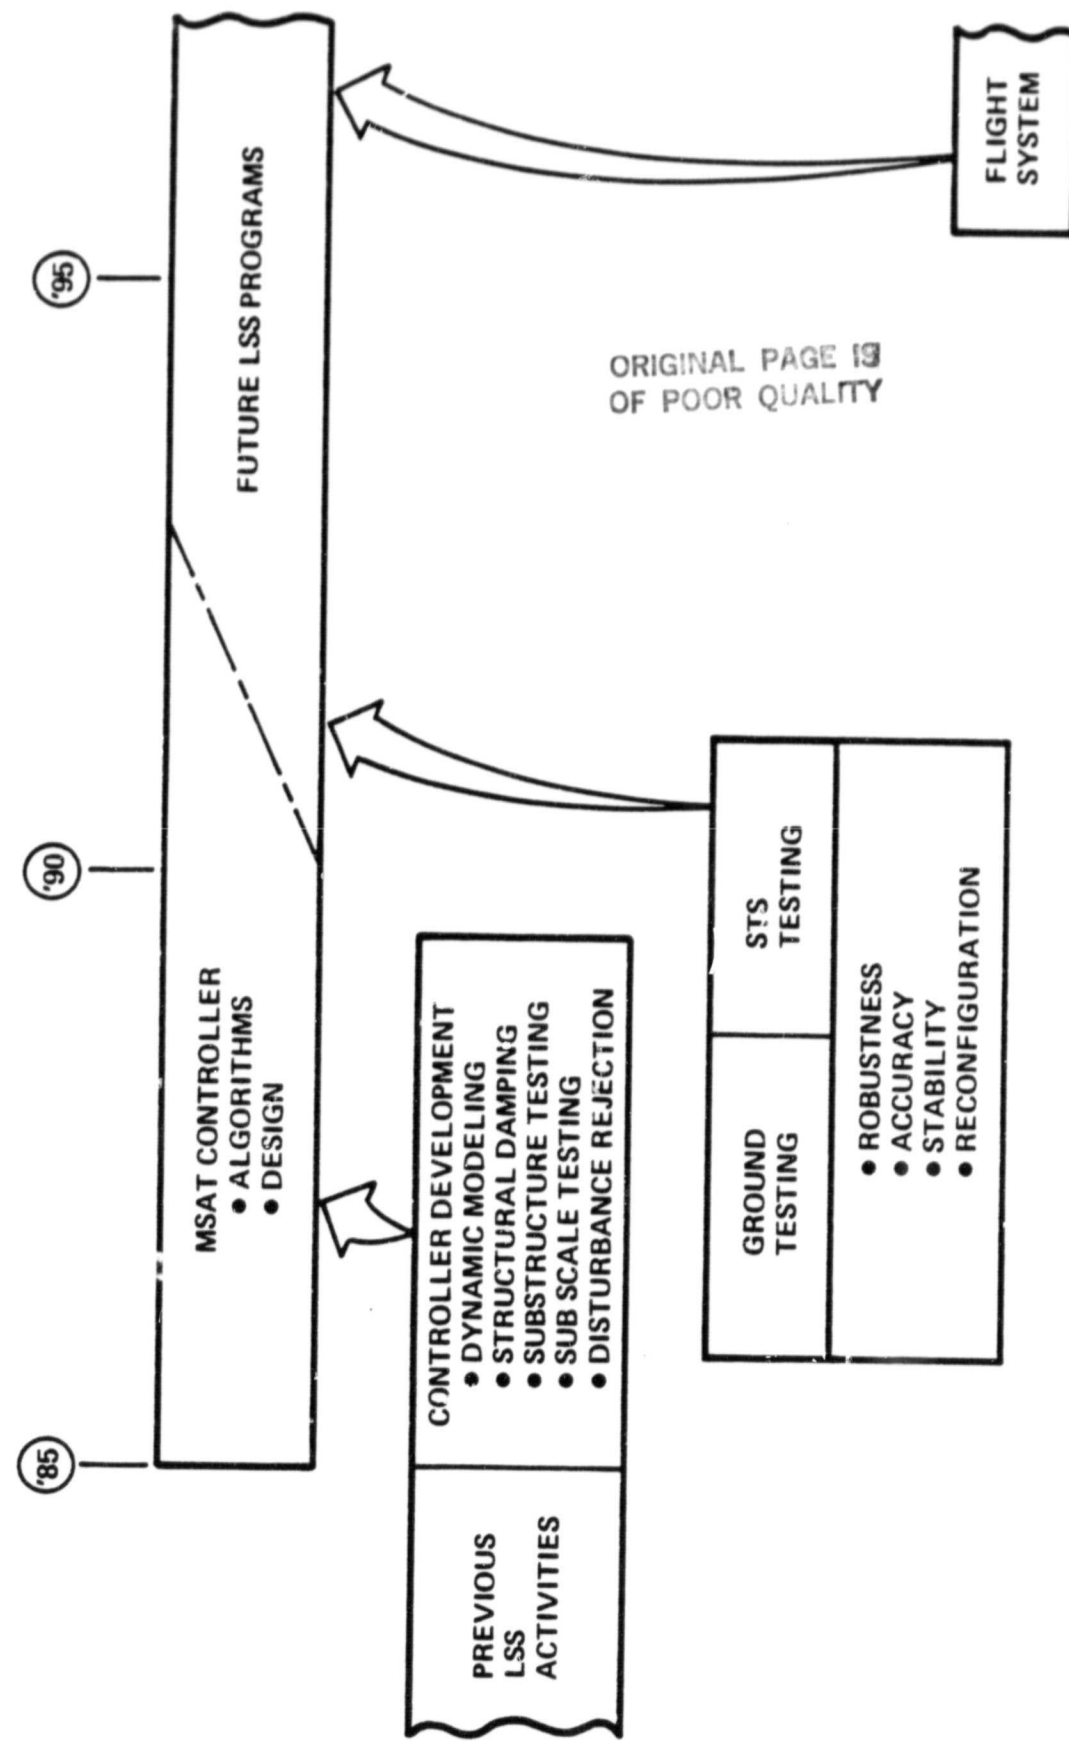 '85
'90
'95
MSAT CONTROLLER
• ALGORITHMS
• DESIGN
FUTURE LSS PROGRAMS
PREVIOUS
LSS
ACTIVITIES
CONTROLLER DEVELOPMENT
• DYNAMIC MODELING
• STRUCTURAL DAMPING
• SUBSTRUCTURE TESTING
• SUB SCALE TESTING
• DISTURBANCE REJECTION
GROUND
TESTING
STS
TESTING
• ROBUSTNESS
• ACCURACY
• STABILITY
• RECONFIGURATION
FLIGHT
SYSTEM
ORIGINAL PAGE IS
OF POOR QUALITY